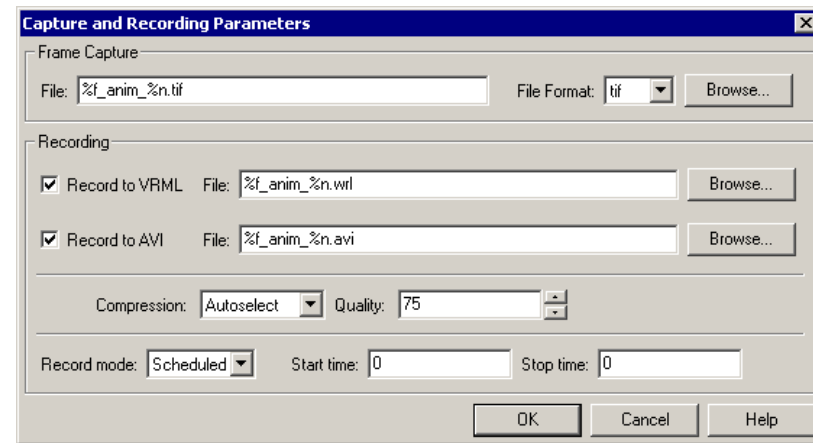 Capture and Recording Parameters
Frame Capture
File: %f_anim_%n.tif File Format: tif Browse...
Recording
Record to VRML File: %f_anim_%n.wrl Browse...
Record to AVI File: %f_anim_%n.avi Browse...
Compression: Autoselect Quality: 75
Record mode: Scheduled Start time: 0 Stop time: 0
OK Cancel Help